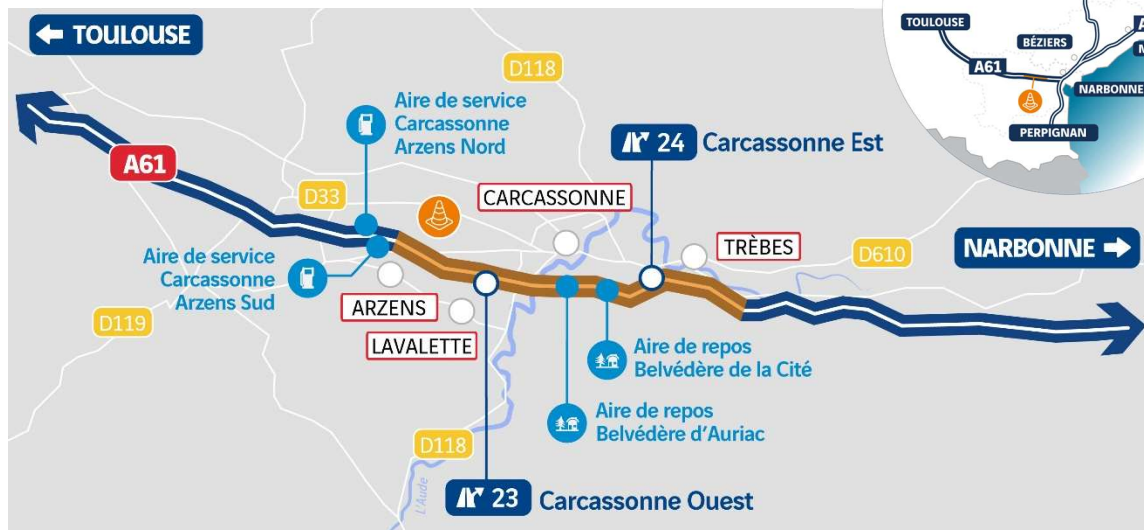 TOULOUSE
A61
D33
D118
Aire de service
Carcassonne
Arzens Nord
Aire de service
Carcassonne
Arzens Sud
D119
ARZENS
LAVALETTE
CARCASSONNE
24 Carcassonne Est
TRÈBES
D610
NARBONNE
Aire de repos
Belvédère de la Cité
Aire de repos
Belvédère d'Auriac
D118
L'Aude
23 Carcassonne Ouest
TOULOUSE
BÉZIERS
A61
NARBONNE
PERPIGNAN